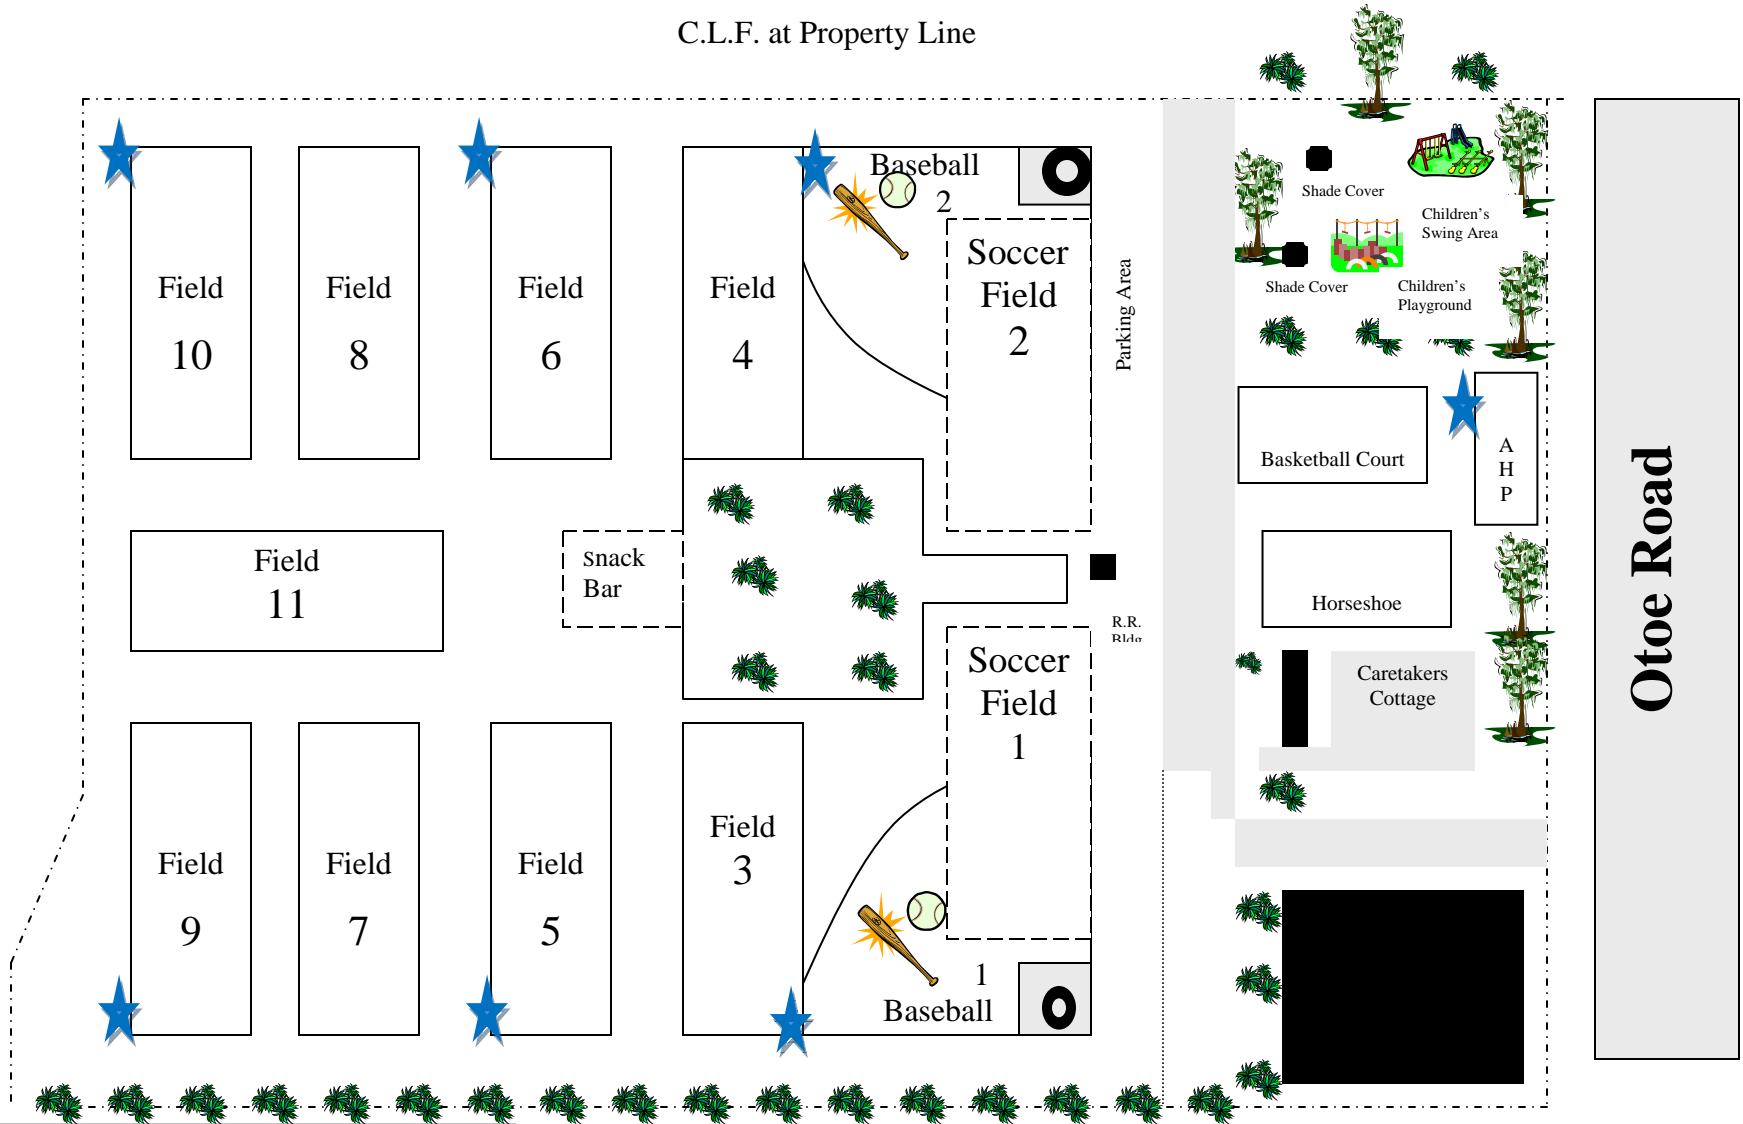 C.L.F. at Property Line
Baseball
2
Shade Cover
Children's
Swing Area
Field
10
Field
8
Field
6
Field
4
Soccer
Field
2
Parking Area
Shade Cover
Children's
Playground
Basketball Court
A
H
P
Otoe Road
Field
11
Snack
Bar
Horseshoe
R.R.
Bldg
Soccer
Field
1
Caretakers
Cottage
Field
9
Field
7
Field
5
Field
3
1
Baseball